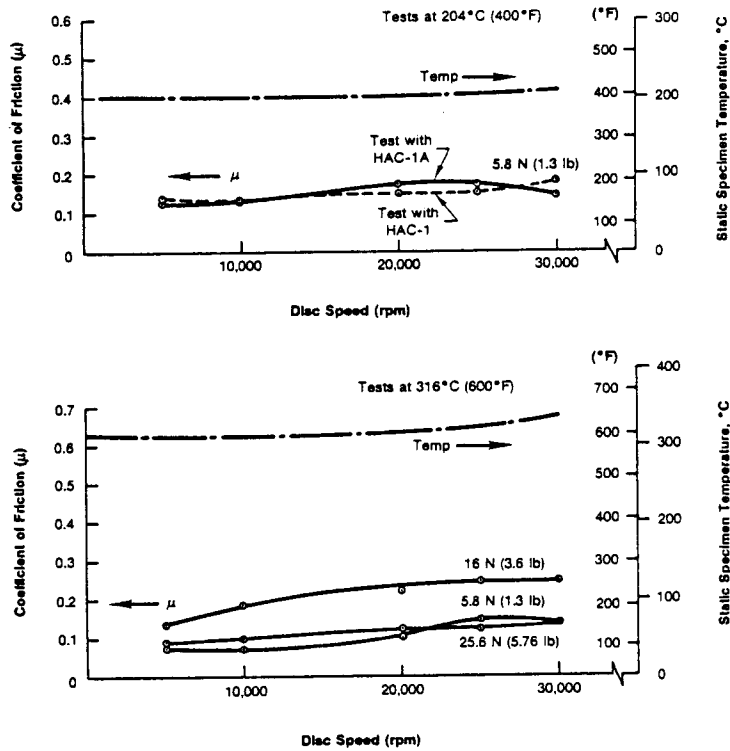 Tests at 204°C (400°F)
(°F)
300
0.6
0.5
0.4
0.3
0.2
0.1
0
Coefficient of Friction (μ)
Temp
Test with
HAC-1A
5.8 N (1.3 lb)
μ
Test with
HAC-1
500
400
300
200
100
200
100
0
Static Specimen Temperature, °C
10,000
20,000
30,000
Disc Speed (rpm)
Tests at 316°C (600°F)
(°F)
400
0.7
0.6
0.5
0.4
0.3
0.2
0.1
0
Coefficient of Friction (μ)
Temp
16 N (3.6 lb)
μ
5.8 N (1.3 lb)
25.6 N (5.76 lb)
700
600
500
400
300
200
100
300
200
100
0
Static Specimen Temperature, °C
10,000
20,000
30,000
Disc Speed (rpm)